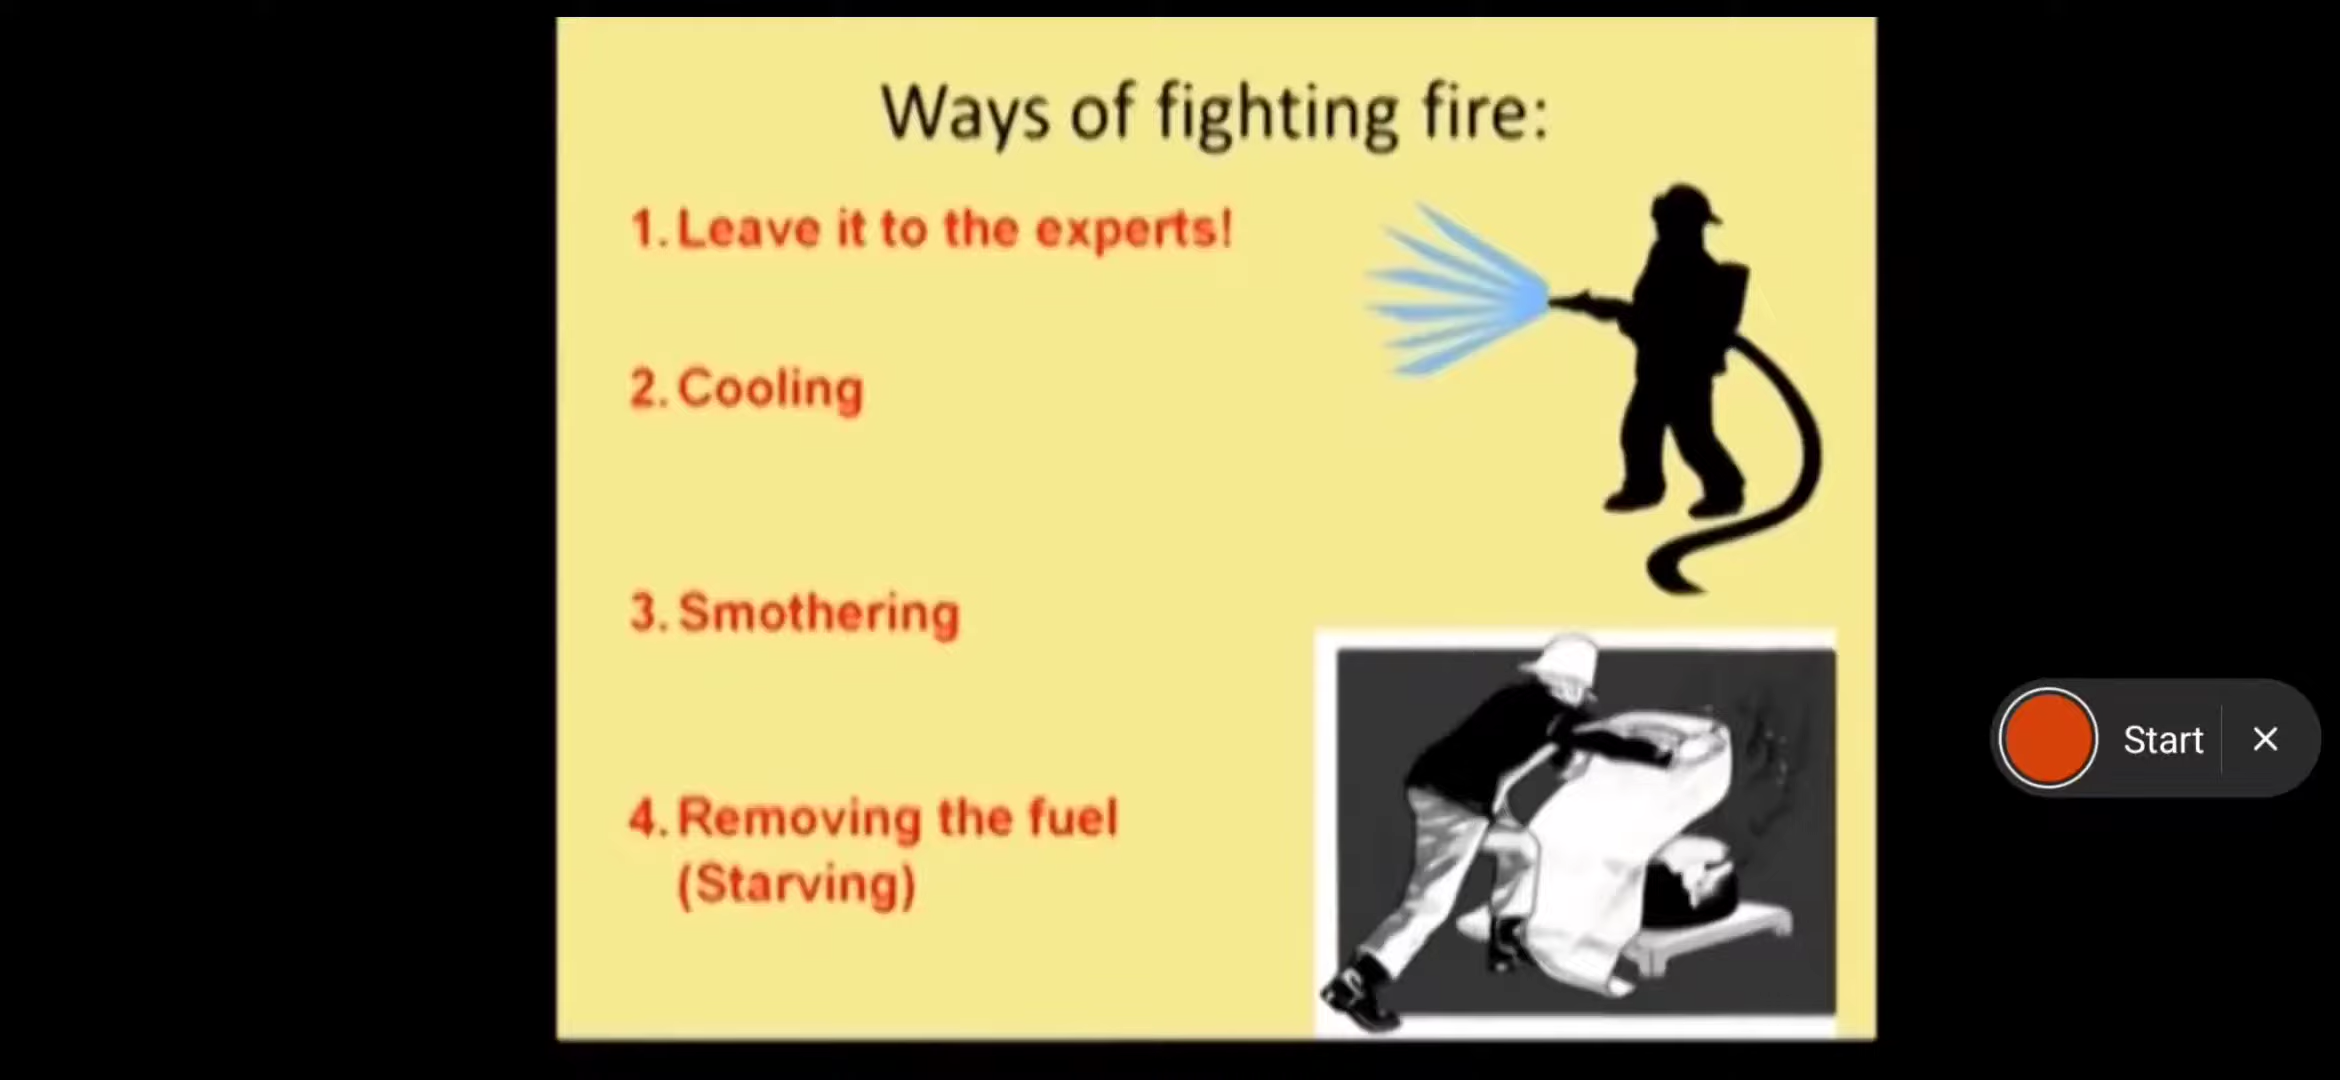 Ways of fighting fire:
1. Leave it to the experts!
2. Cooling
3. Smothering
4. Removing the fuel
(Starving)
Start